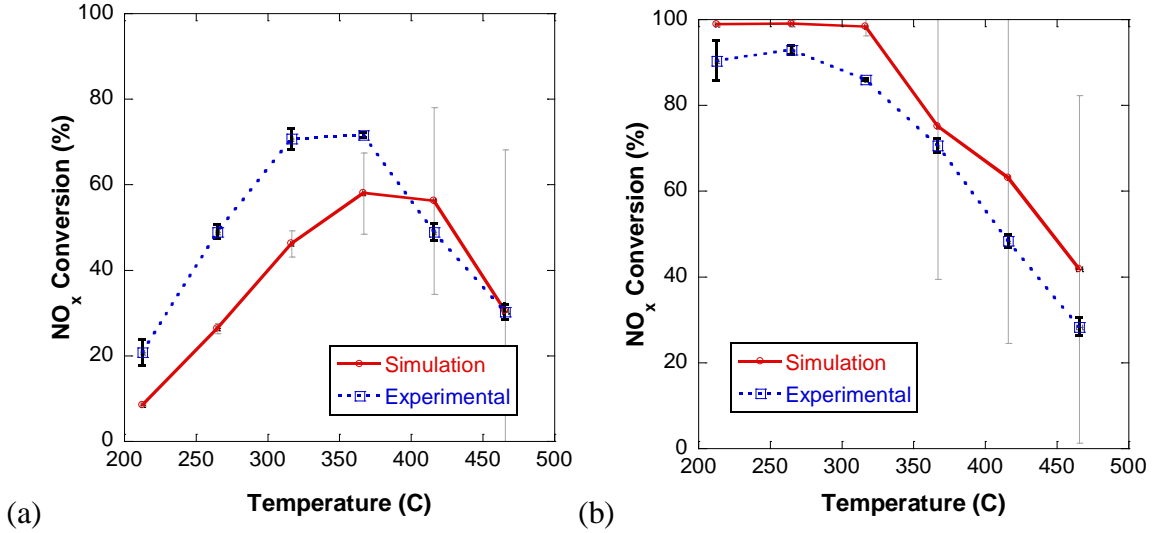 100
80
60
40
20
0
NOx Conversion (%)
Simulation
Experimental
200 250 300 350 400 450 500
Temperature (C)
(a)
100
80
60
40
20
0
NOx Conversion (%)
Simulation
Experimental
200 250 300 350 400 450 500
Temperature (C)
(b)